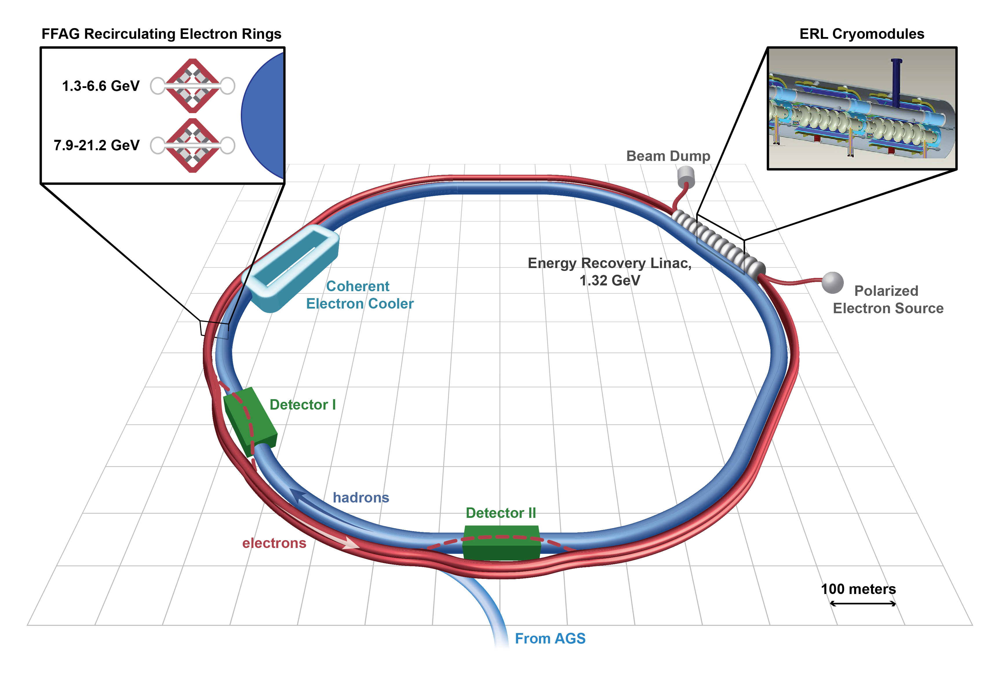 FFAG Recirculating Electron Rings
1.3-6.6 GeV
7.9-21.2 GeV
ERL Cryomodules
Beam Dump
Energy Recovery Linac,
1.32 GeV
Polarized
Electron Source
Coherent
Electron Cooler
Detector I
hadrons
Detector II
electrons
100 meters
From AGS